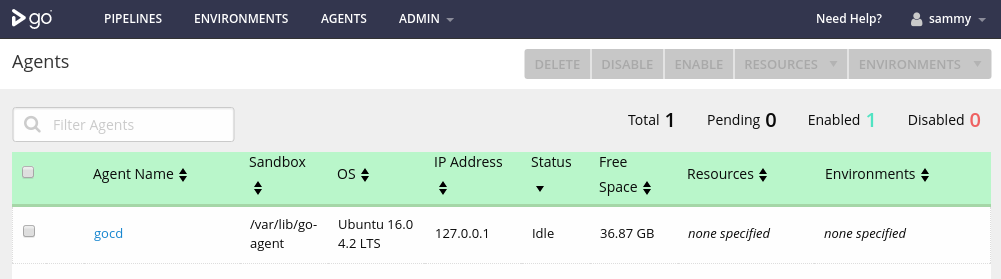 go PIPELINES ENVIRONMENTS AGENTS ADMIN Need Help? sammy
Agents DELETE DISABLE ENABLE RESOURCES ENVIRONMENTS
Filter Agents Total 1 Pending 0 Enabled 1 Disabled 0
Agent Name Sandbox OS IP Address Status Free Space Resources Environments
gocd /var/lib/go- Ubuntu 16.0 127.0.0.1 Idle 36.87 GB none specified none specified
agent 4.2 LTS